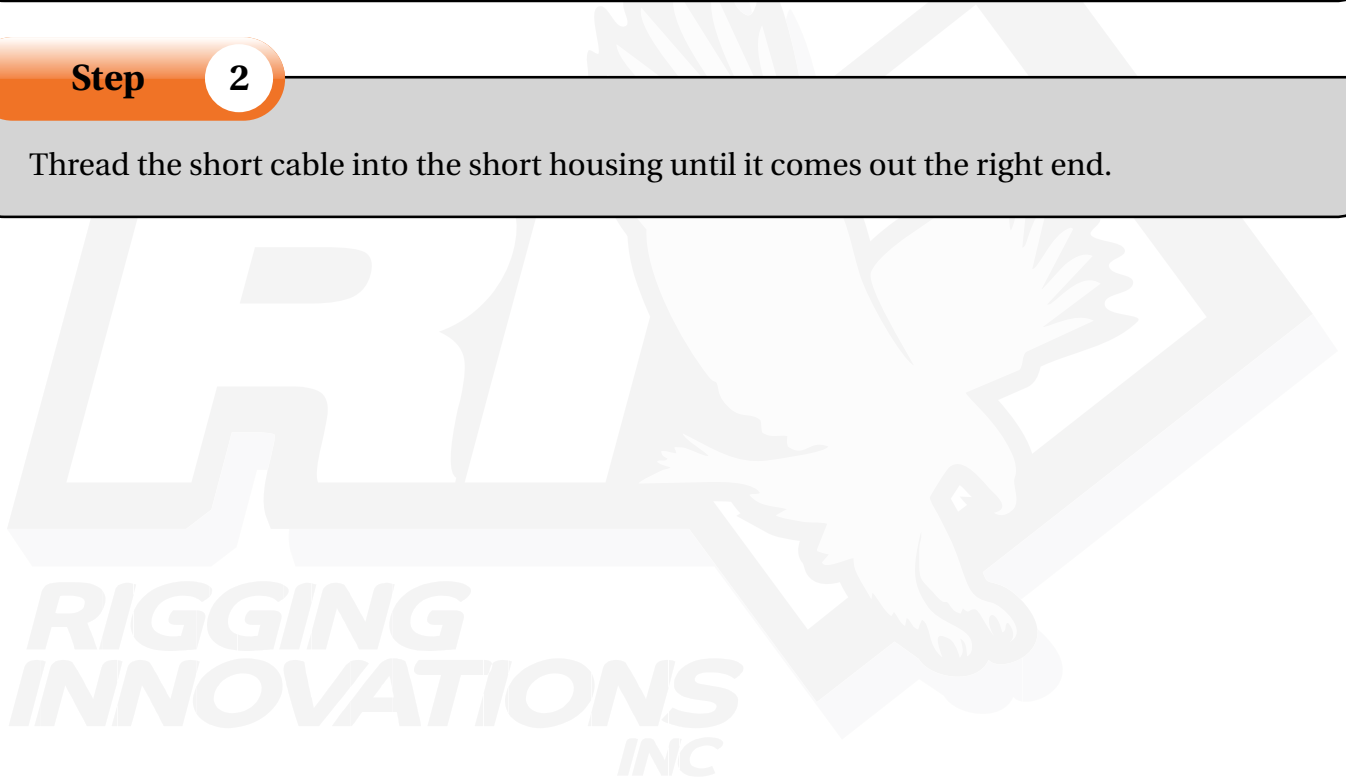 Step 2
Thread the short cable into the short housing until it comes out the right end.
RI
RIGGING
INNOVATIONS
INC